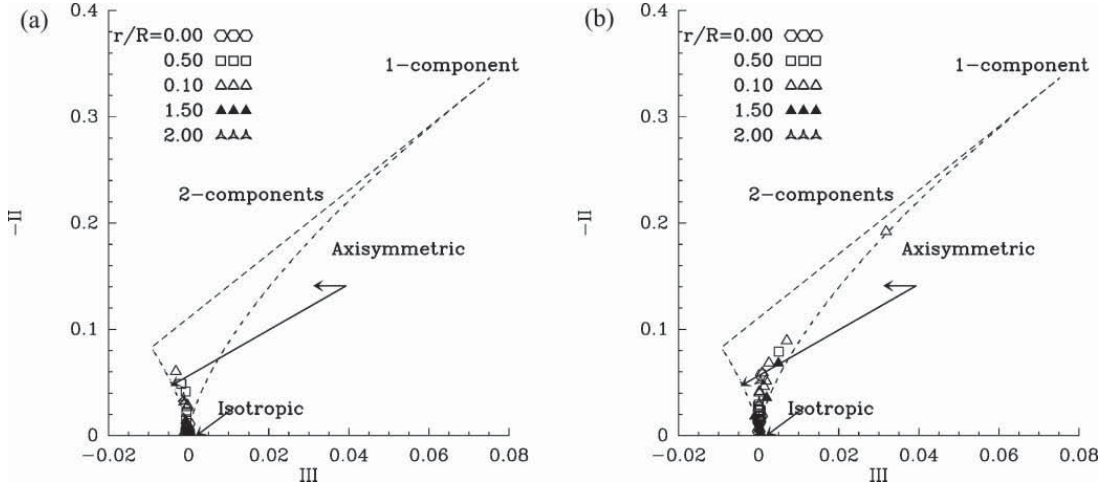 (a)
0.4
r/R=0.00
0.50
0.10
1.50
2.00
1-component
0.3
2-components
0.2
-II
Axisymmetric
0.1
Isotropic
0
-0.02
0
0.02
0.04
0.06
0.08
III
(b)
0.4
r/R=0.00
0.50
0.10
1.50
2.00
1-component
0.3
2-components
0.2
-II
Axisymmetric
0.1
Isotropic
0
-0.02
0
0.02
0.04
0.06
0.08
III